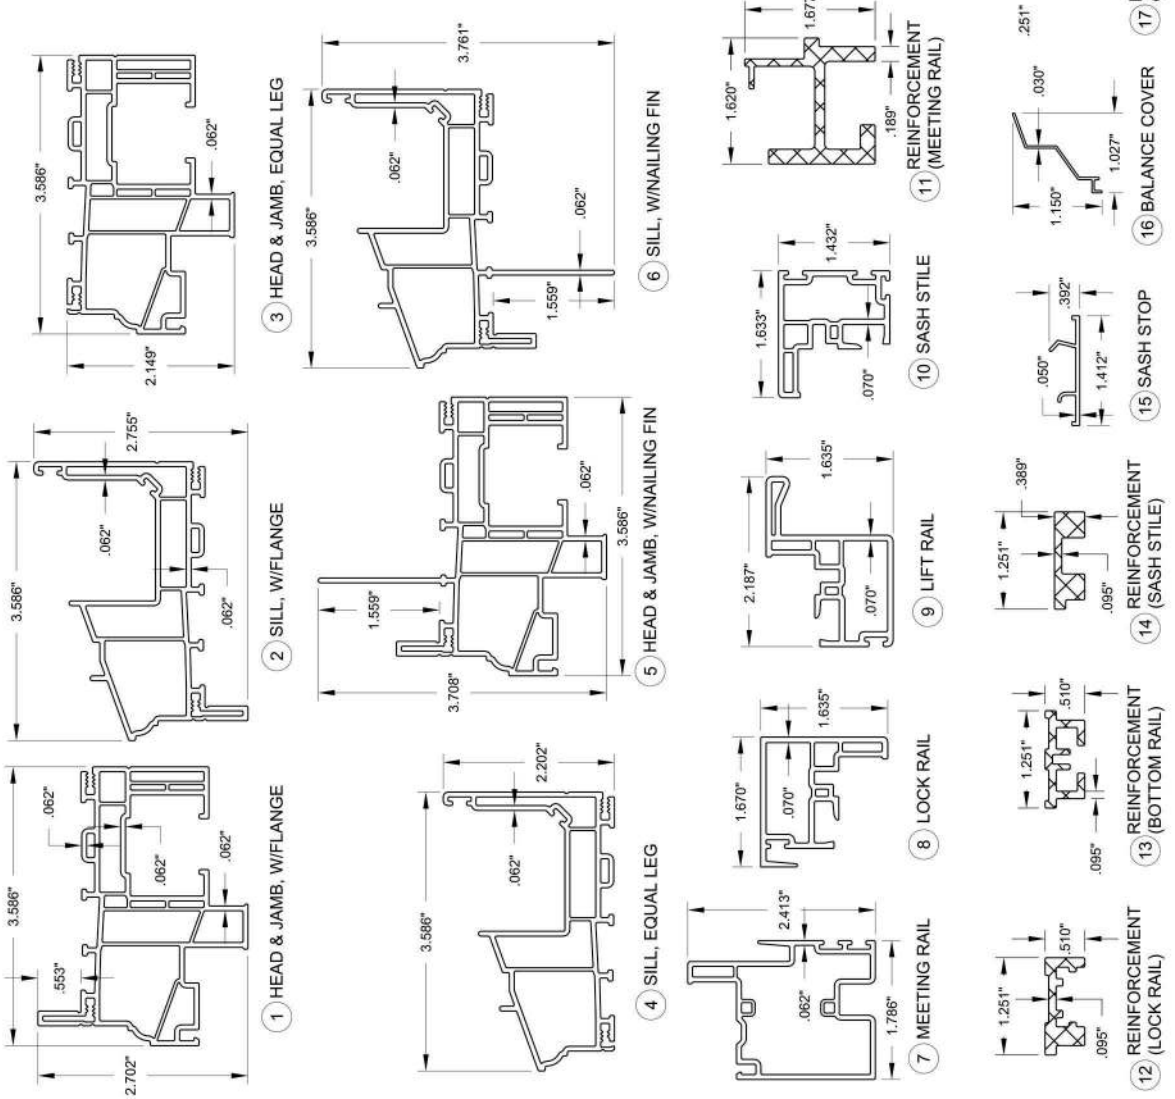 3.586"
.553"
2.702"
.062"
.062"
.062"
1 HEAD & JAMB, W/FLANGE
3.586"
2.755"
.062"
.062"
2 SILL, W/FLANGE
3.586"
2.149"
.062"
3 HEAD & JAMB, EQUAL LEG
3.586"
2.202"
.062"
4 SILL, EQUAL LEG
1.559"
3.708"
.062"
3.586"
5 HEAD & JAMB, W/NAILING FIN
3.761"
3.586"
.062"
.062"
1.559"
6 SILL, W/NAILING FIN
2.413"
.062"
1.786"
7 MEETING RAIL
1.670"
.070"
1.635"
8 LOCK RAIL
2.187"
1.635"
.070"
9 LIFT RAIL
1.633"
1.432"
.070"
10 SASH STILE
1.620"
.189"
11 REINFORCEMENT
(MEETING RAIL)
1.251"
.510"
.095"
12 REINFORCEMENT
(LOCK RAIL)
1.251"
.510"
.095"
13 REINFORCEMENT
(BOTTOM RAIL)
1.251"
.389"
.095"
14 REINFORCEMENT
(SASH STILE)
.050"
.392"
1.412"
15 SASH STOP
.030"
1.150"
1.027"
16 BALANCE COVER
.251"
17